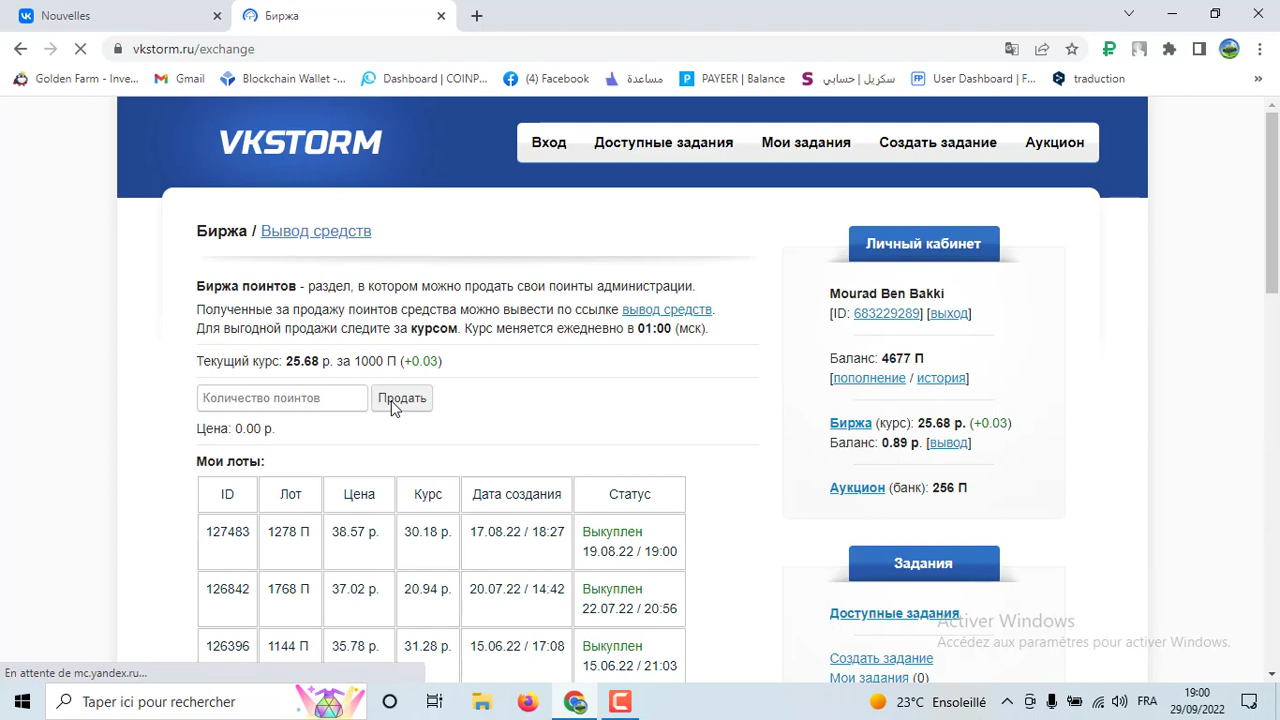 Nouvelles
Биржа
vkstorm.ru/exchange
Golden Farm - Inve...
Gmail
Blockchain Wallet -...
Dashboard | COINP...
(4) Facebook
مساعدة
PAYEER | Balance
سكريل | حسابي
User Dashboard | F...
traduction
»
VKSTORM
Вход
Доступные задания
Мои задания
Создать задание
Аукцион
Биржа / Вывод средств
Биржа поинтов - раздел, в котором можно продать свои поинты администрации.
Полученные за продажу поинтов средства можно вывести по ссылке вывод средств.
Для выгодной продажи следите за курсом. Курс меняется ежедневно в 01:00 (мск).
Текущий курс: 25.68 р. за 1000 П (+0.03)
Количество поинтов
Продать
Цена: 0.00 р.
Мои лоты:
ID Лот Цена Курс Дата создания Статус
127483 1278 П 38.57 р. 30.18 р. 17.08.22 / 18:27 Выкуплен
19.08.22 / 19:00
126842 1768 П 37.02 р. 20.94 р. 20.07.22 / 14:42 Выкуплен
22.07.22 / 20:56
126396 1144 П 35.78 р. 31.28 р. 15.06.22 / 17:08 Выкуплен
15.06.22 / 21:03
Личный кабинет
Mourad Ben Bakki
[ID: 683229289] [выход]
Баланс: 4677 П
[пополнение / история]
Биржа (курс): 25.68 р. (+0.03)
Баланс: 0.89 р. [вывод]
Аукцион (банк): 256 П
Задания
Доступные задания
Создать задание
Мои задания (0)
Activer Windows
Accédez aux paramètres pour activer Windows.
En attente de mc.yandex.ru...
Taper ici pour rechercher
23°C Ensoleillé
FRA
19:00
29/09/2022